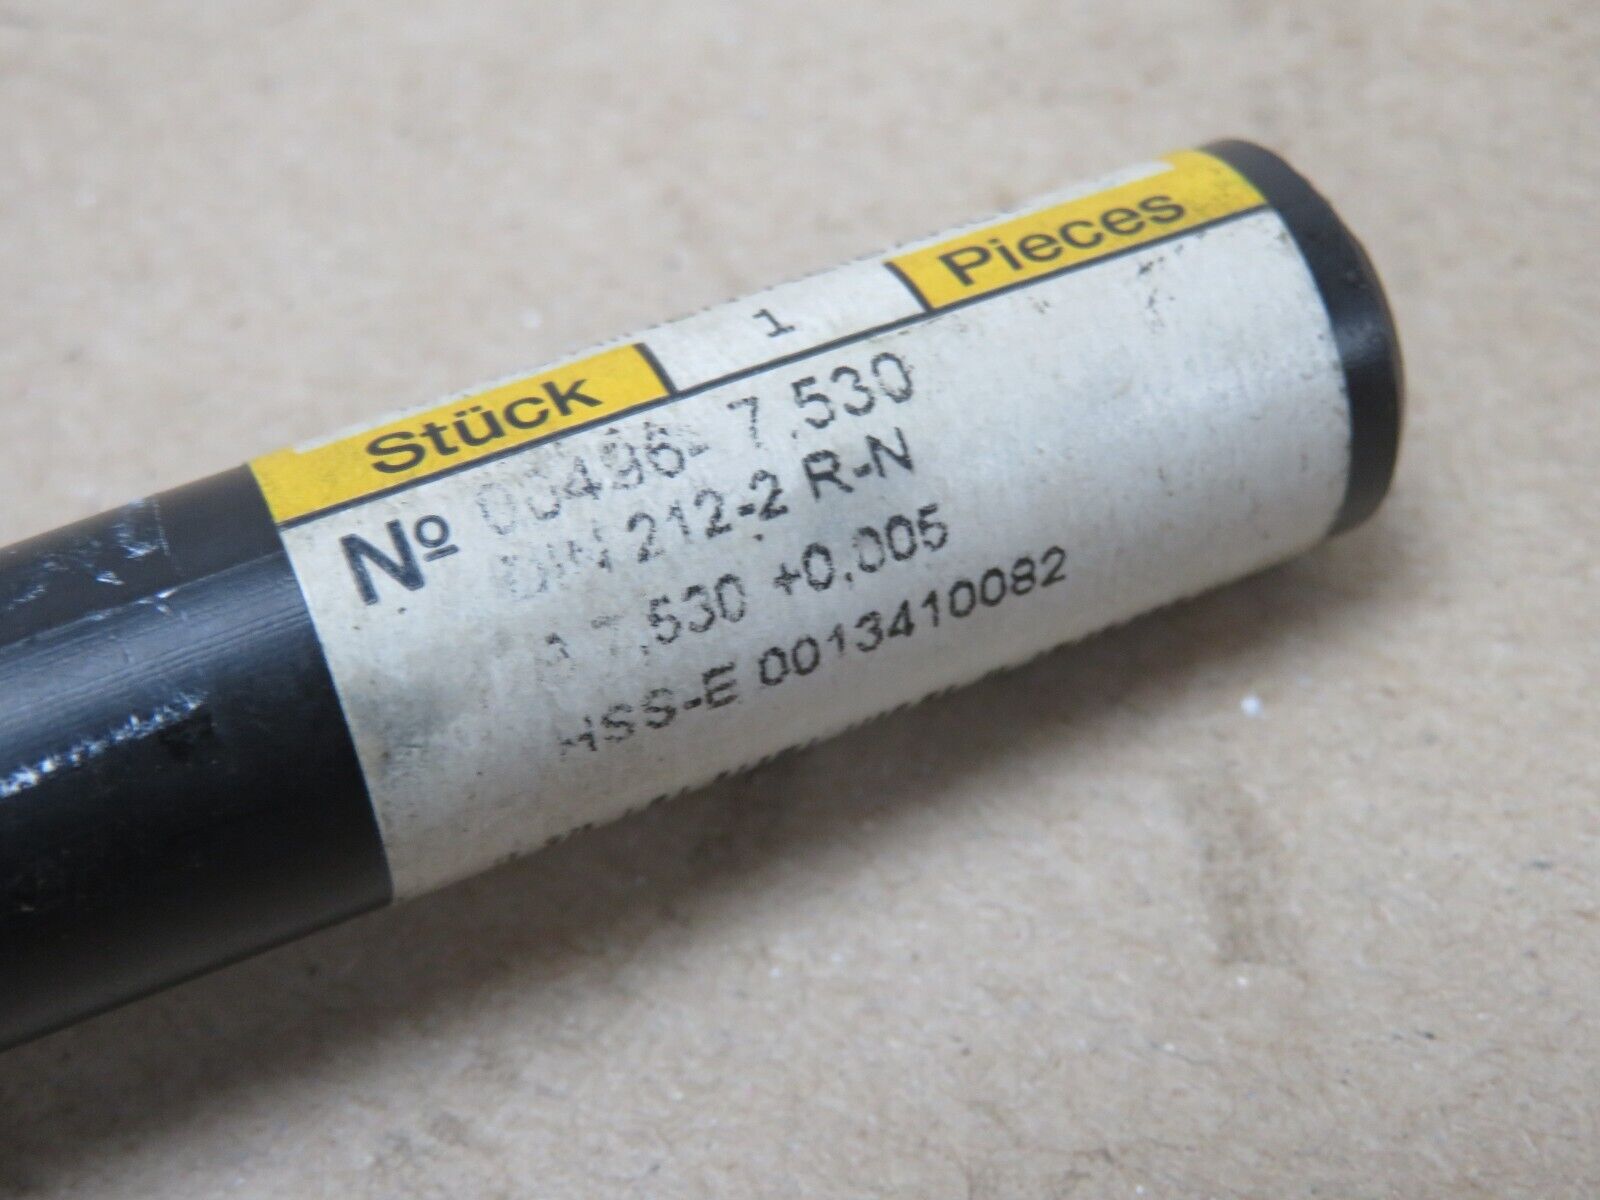 Stück 1 Pieces
Nº 00496- 7,530
DIN 212-2 R-N
7,530 +0,005
HSS-E 0013410082